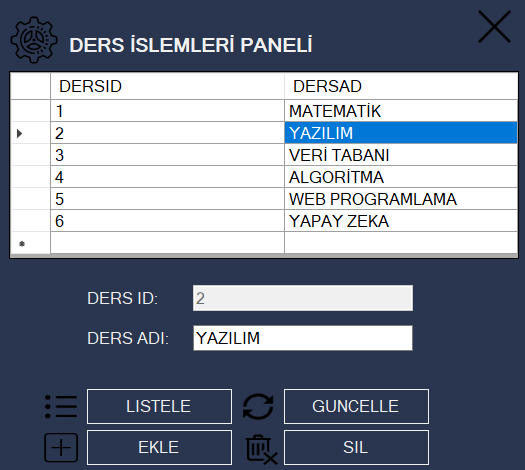 DERS İSLEMLERİ PANELİ
DERSID DERSAD
1 MATEMATİK
2 YAZILIM
3 VERİ TABANI
4 ALGORİTMA
5 WEB PROGRAMLAMA
6 YAPAY ZEKA
DERS ID: 2
DERS ADI: YAZILIM
LISTELE GUNCELLE
EKLE SIL